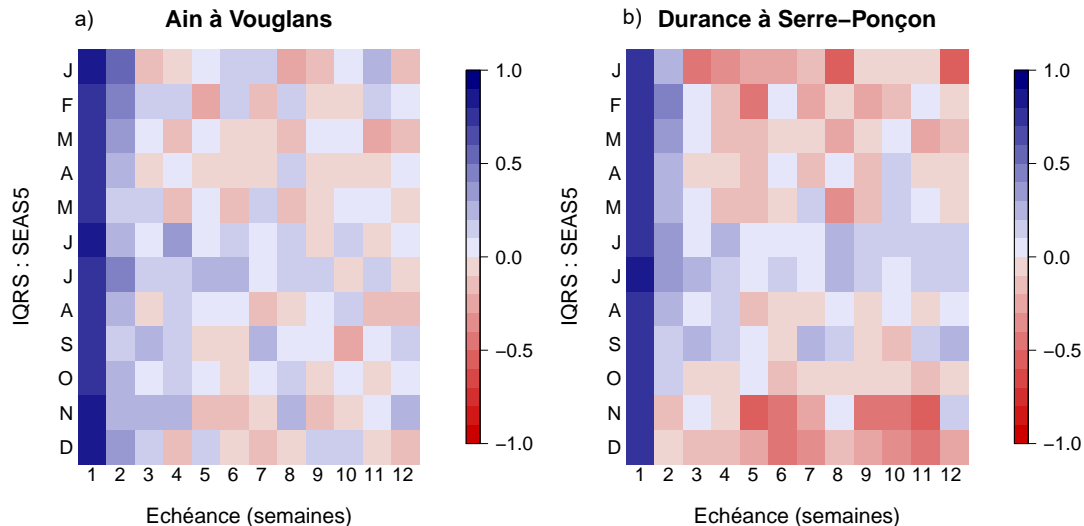 a) Ain à Vouglans
IQRS : SEAS5
J
F
M
A
M
J
J
A
S
O
N
D
1 2 3 4 5 6 7 8 9 10 11 12
Echéance (semaines)
1.0
0.5
0.0
−0.5
−1.0
b) Durance à Serre−Ponçon
IQRS : SEAS5
J
F
M
A
M
J
J
A
S
O
N
D
1 2 3 4 5 6 7 8 9 10 11 12
Echéance (semaines)
1.0
0.5
0.0
−0.5
−1.0